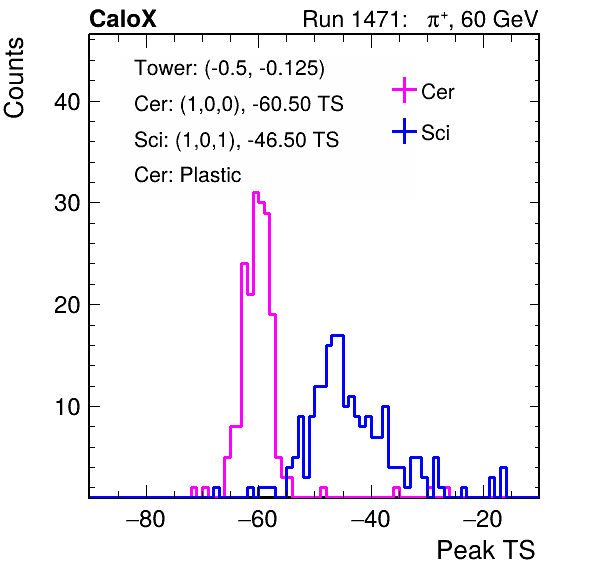 CaloX Run 1471: π⁺, 60 GeV
Counts
Tower: (-0.5, -0.125)
Cer: (1,0,0), -60.50 TS
Sci: (1,0,1), -46.50 TS
Cer: Plastic
Cer
Sci
40
30
20
10
−80 −60 −40 −20
Peak TS